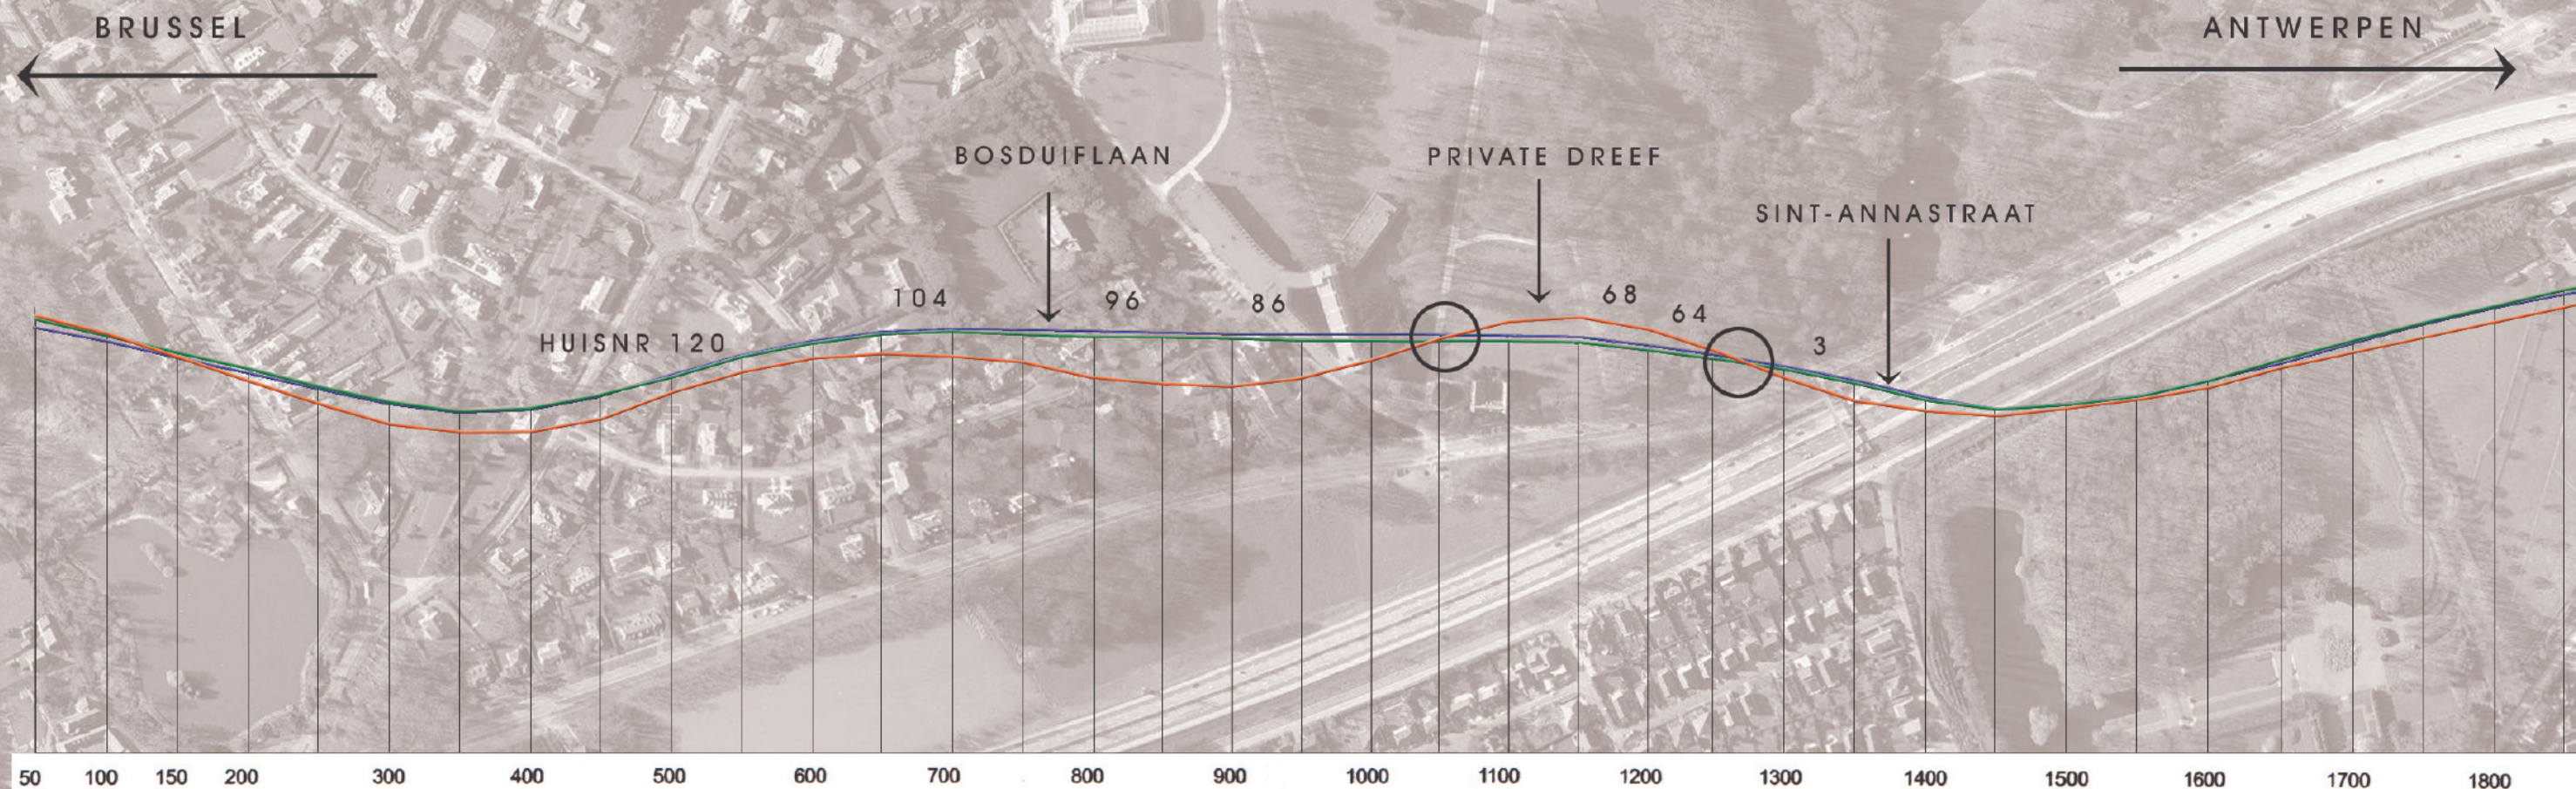 BRUSSEL
ANTWERPEN
BOSDUIFLAAN
PRIVATE DREEF
SINT-ANNASTRAAT
HUISNR 120
104
96
86
68
64
3
50 100 150 200 300 400 500 600 700 800 900 1000 1100 1200 1300 1400 1500 1600 1700 1800